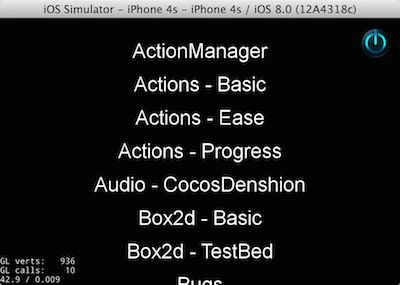 iOS Simulator - iPhone 4s - iPhone 4s / iOS 8.0 (12A4318c)
ActionManager
Actions - Basic
Actions - Ease
Actions - Progress
Audio - CocosDenshion
Box2d - Basic
Box2d - TestBed
Bugs
GL verts: 936
GL calls: 10
42.9 / 0.009